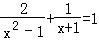 2/(x² − 1) + 1/(x+1) = 1